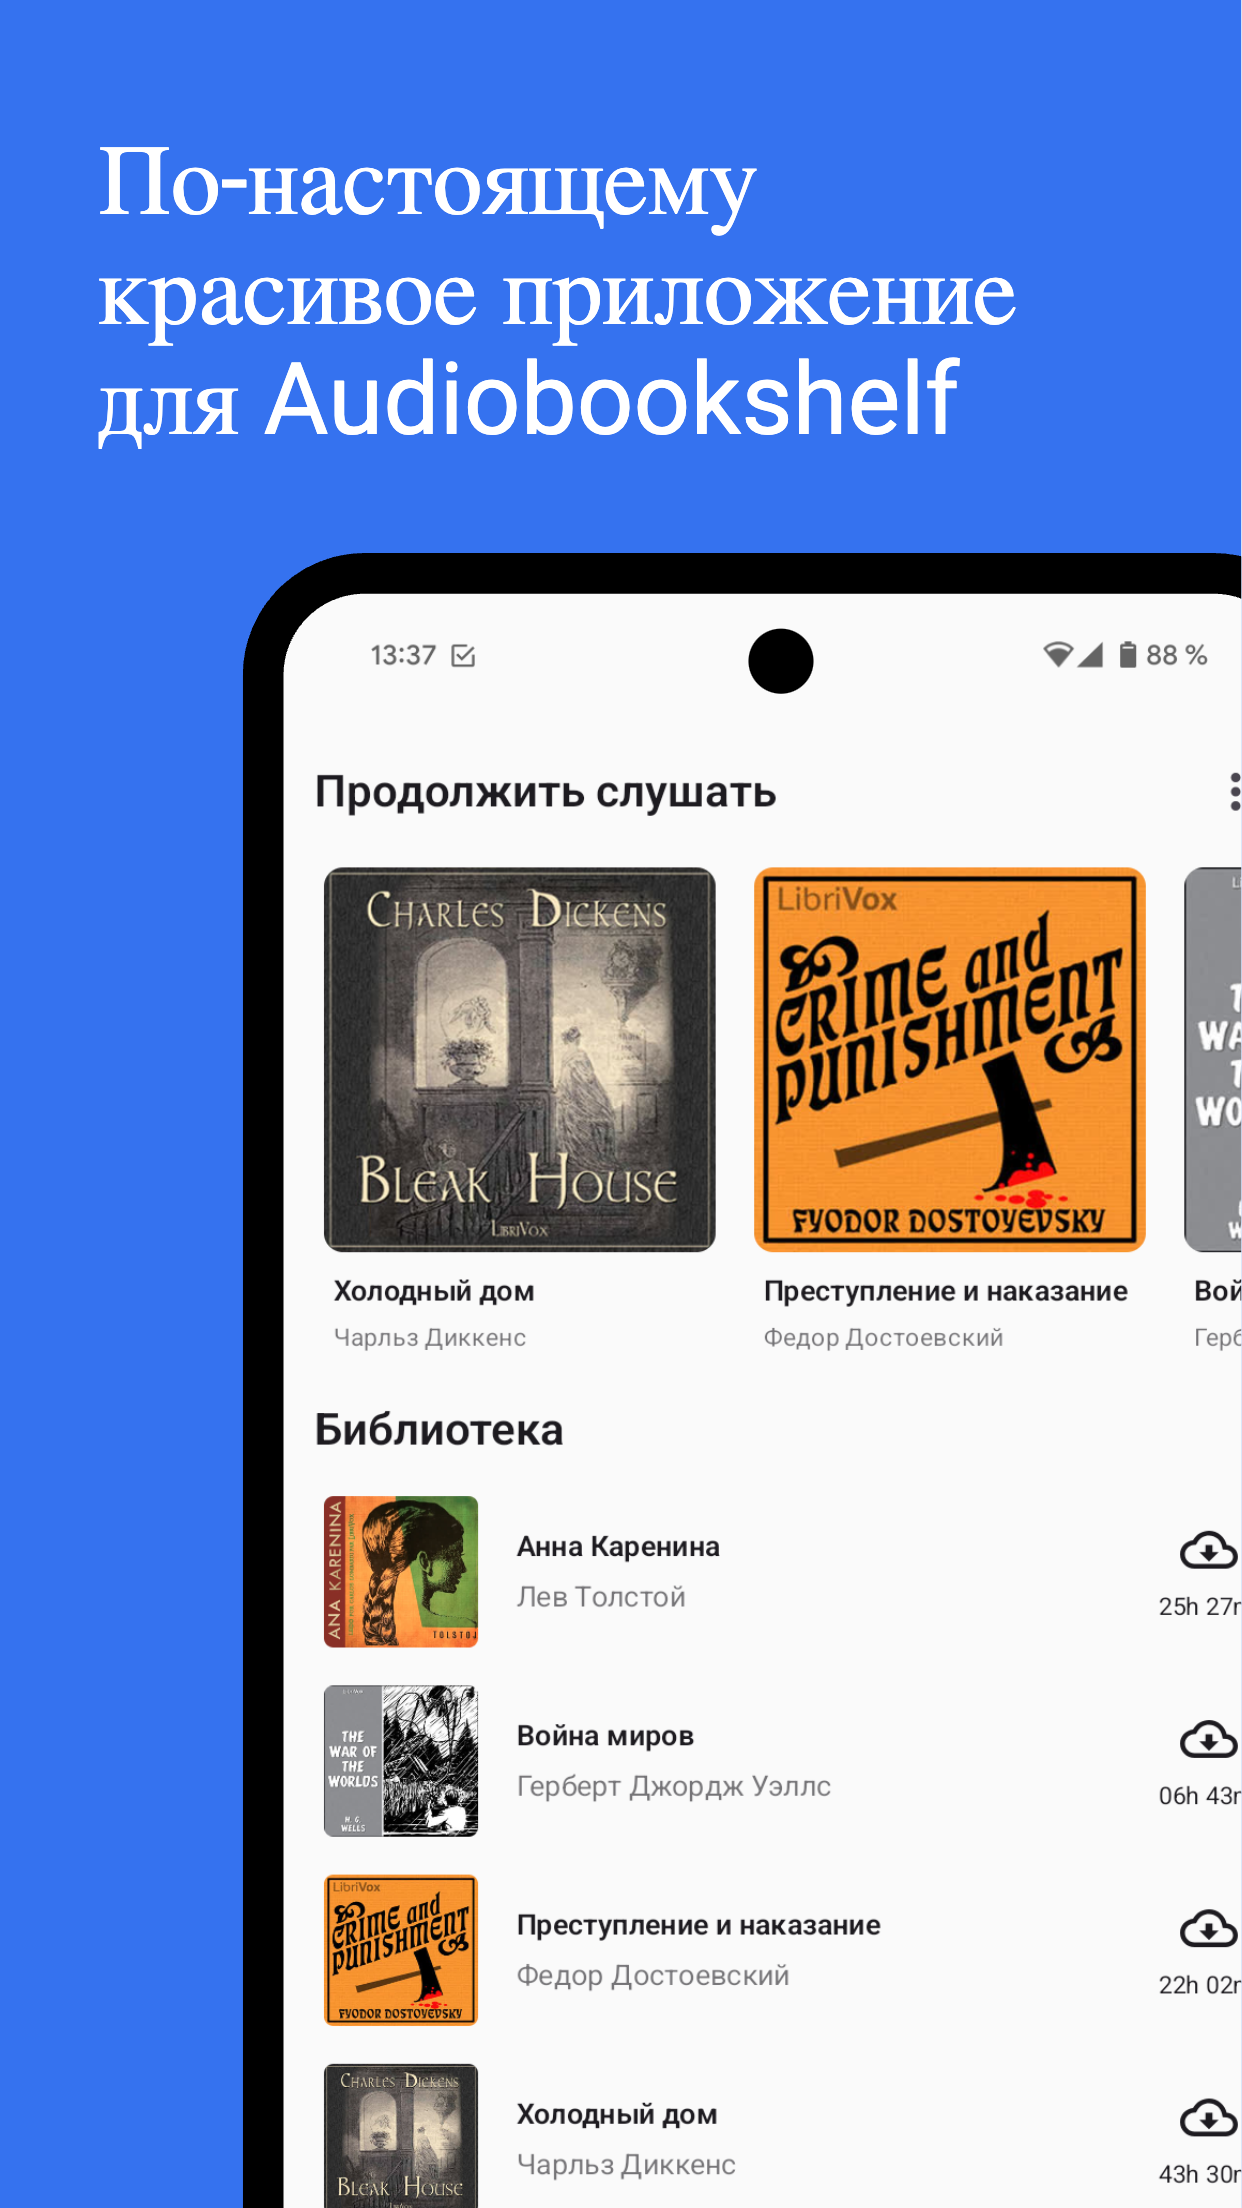 По-настоящему
красивое приложение
для Audiobookshelf
13:37
88 %
Продолжить слушать
CHARLES DICKENS
BLEAK HOUSE
LIBRIVOX
LibriVox
CRIME and
PUNISHMENT
FYODOR DOSTOYEVSKY
Холодный дом
Чарльз Диккенс
Преступление и наказание
Федор Достоевский
Библиотека
ANA KARENINA
TOLSTOJ
Анна Каренина
Лев Толстой
25h 27
LibriVox
THE
WAR OF
THE
WORLDS
H. G.
WELLS
Война миров
Герберт Джордж Уэллс
06h 43
LibriVox
CRIME and
PUNISHMENT
FYODOR DOSTOYEVSKY
Преступление и наказание
Федор Достоевский
22h 02
CHARLES DICKENS
BLEAK HOUSE
Холодный дом
Чарльз Диккенс
43h 30